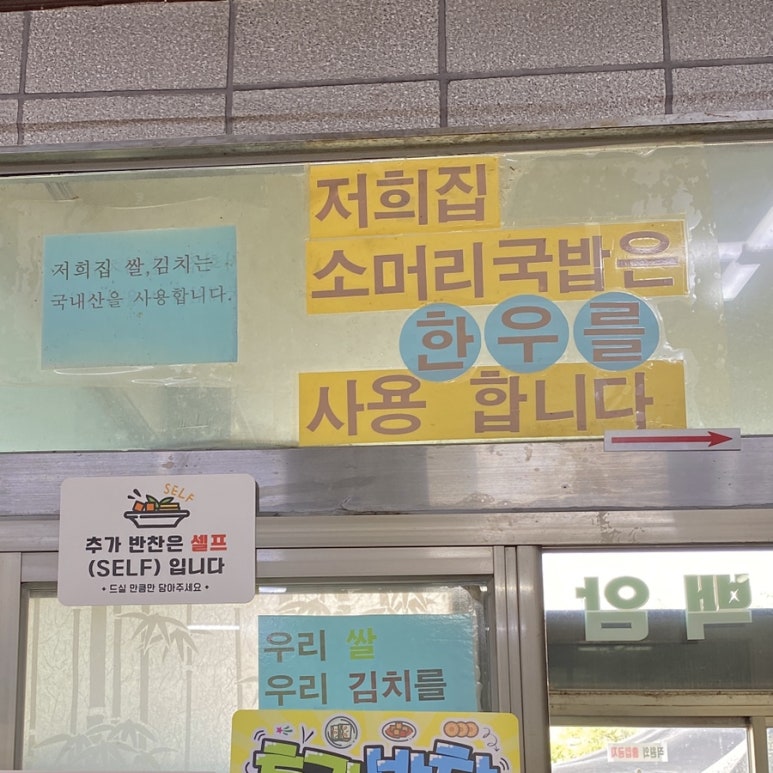 저희집
소머리국밥은
한우를
사용 합니다
저희집 쌀,김치는
국내산을 사용합니다.
SELF
추가 반찬은 셀프
(SELF) 입니다
드실 만큼만 담아주세요
우리 쌀
우리 김치를
백암